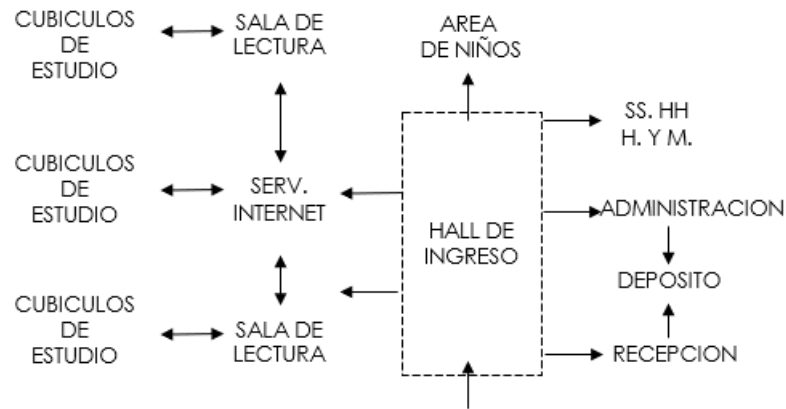 CUBICULOS
DE
ESTUDIO
SALA DE
LECTURA
AREA
DE NIÑOS
SS. HH
H. Y M.
CUBICULOS
DE
ESTUDIO
SERV.
INTERNET
HALL DE
INGRESO
ADMINISTRACION
DEPOSITO
CUBICULOS
DE
ESTUDIO
SALA DE
LECTURA
RECEPCION